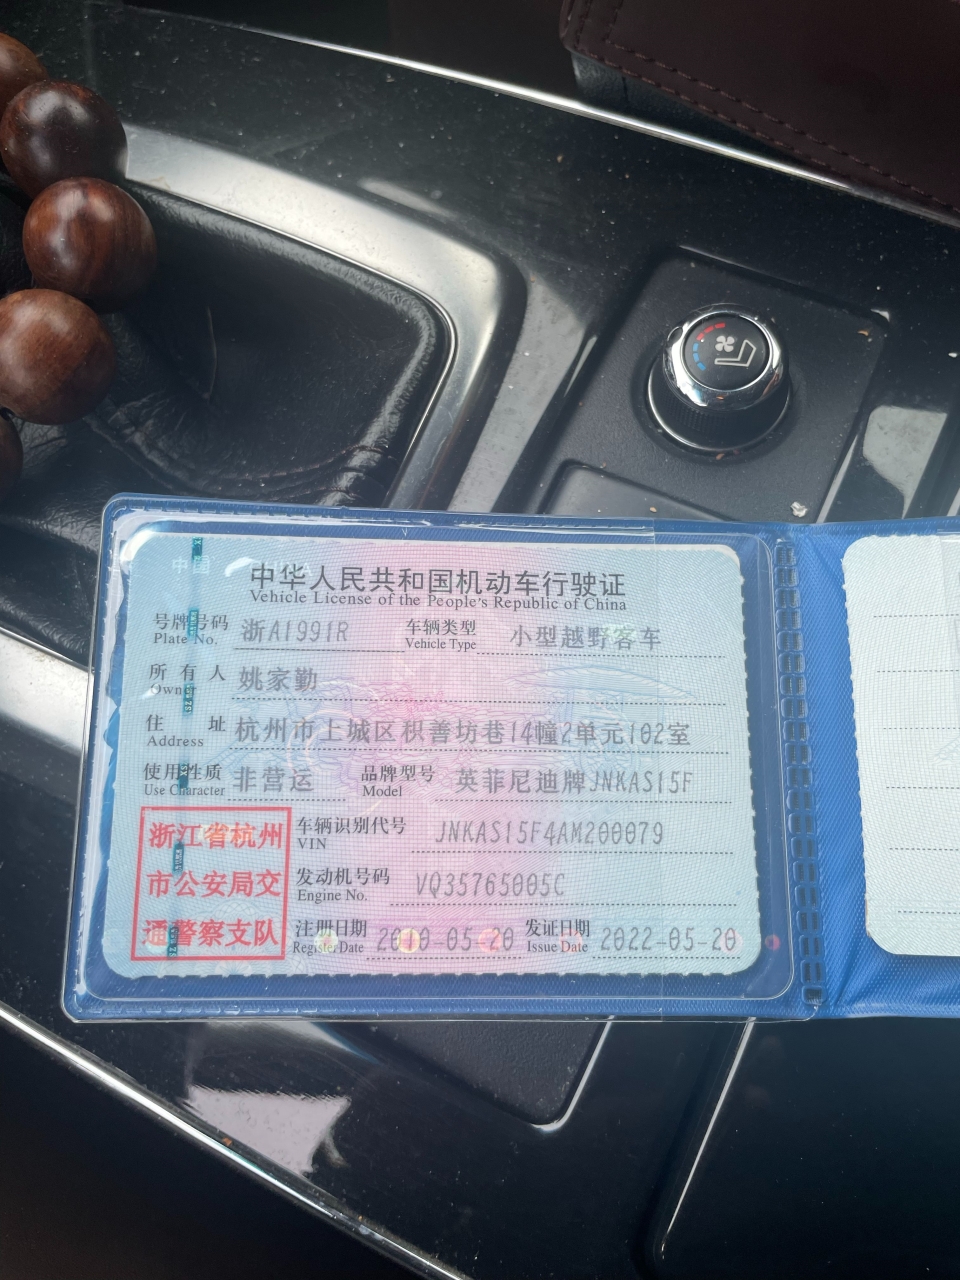 中国 CHINA
中华人民共和国机动车行驶证
Vehicle License of the People's Republic of China
号牌号码 浙A1991R 车辆类型 小型越野客车
Plate No. Vehicle Type
所有人 姚家勤
Owner
住址 杭州市上城区积善坊巷14幢2单元102室
Address
使用性质 非营运 品牌型号 英菲尼迪牌JNKAS15F
Use Character Model
浙江省杭州
市公安局交
通警察支队
车辆识别代号 JNKAS15F4AM200079
VIN
发动机号码 VQ35765005C
Engine No.
注册日期 2010-05-20 发证日期 2022-05-20
Register Date Issue Date